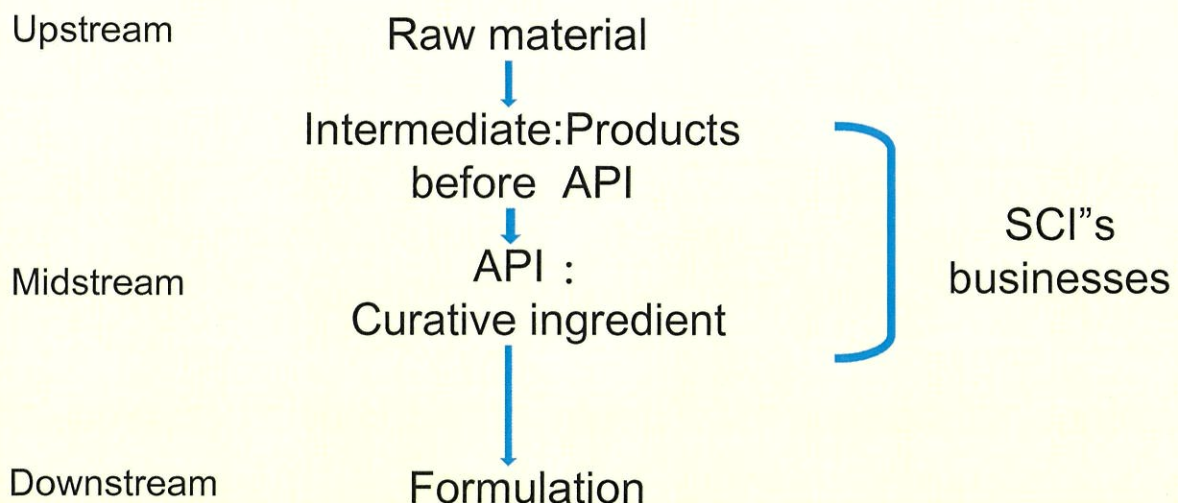 Upstream
Raw material
Intermediate:Products
before API
Midstream
API :
Curative ingredient
SCI”s
businesses
Downstream
Formulation